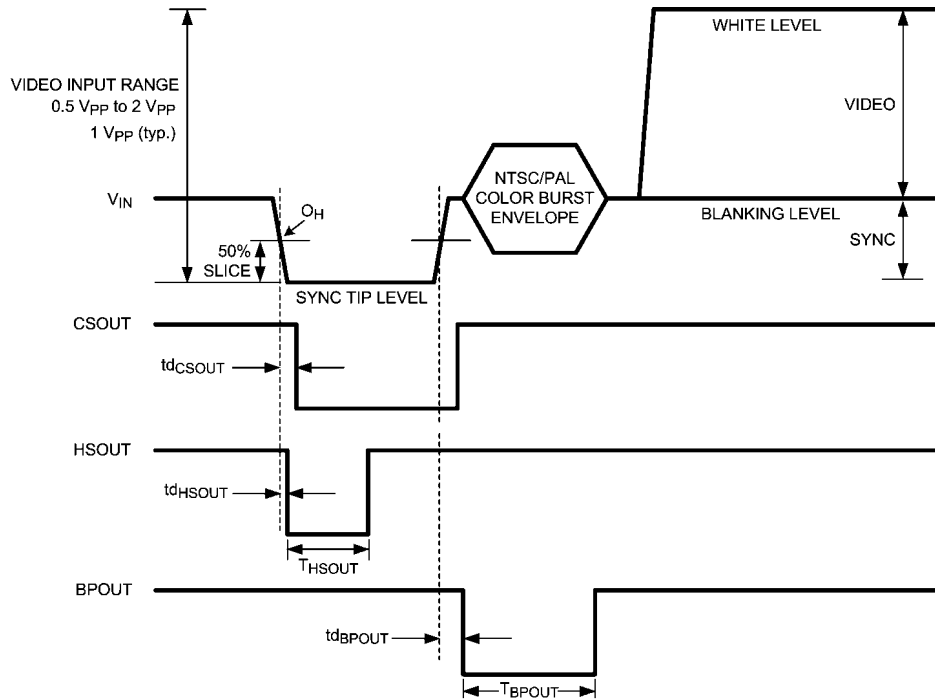 WHITE LEVEL
VIDEO INPUT RANGE
0.5 VPP to 2 VPP
1 VPP (typ.)
VIDEO
NTSC/PAL
COLOR BURST
ENVELOPE
VIN
OH
BLANKING LEVEL
50%
SLICE
SYNC
SYNC TIP LEVEL
CSOUT
tdCSOUT
HSOUT
tdHSOUT
THSOUT
BPOUT
tdBPOUT
TBPOUT